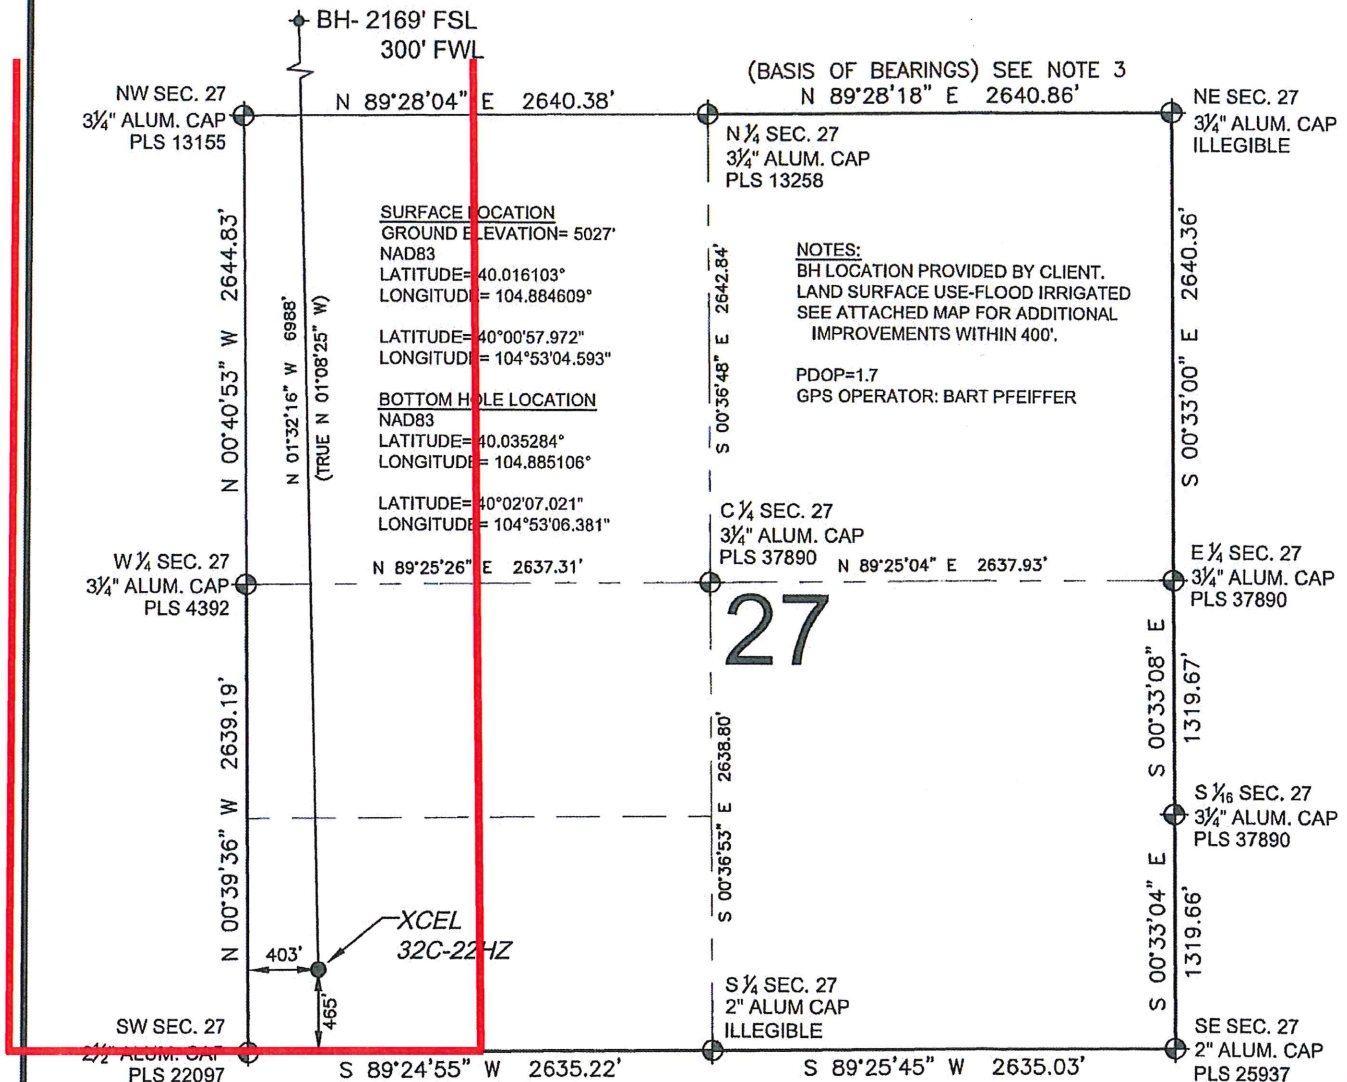 BH- 2169' FSL
300' FWL
(BASIS OF BEARINGS) SEE NOTE 3
N 89°28'04" E 2640.38'
N 89°28'18" E 2640.86'
NW SEC. 27
3¼" ALUM. CAP
PLS 13155
N ¼ SEC. 27
3¼" ALUM. CAP
PLS 13258
NE SEC. 27
3¼" ALUM. CAP
ILLEGIBLE
N 00°40'53" W 2644.83'
N 01°32'16" W 6988'
(TRUE N 01°08'25" W)
SURFACE LOCATION
GROUND ELEVATION= 5027'
NAD83
LATITUDE= 40.016103°
LONGITUDE= 104.884609°
LATITUDE= 40°00'57.972"
LONGITUDE= 104°53'04.593"
BOTTOM HOLE LOCATION
NAD83
LATITUDE= 40.035284°
LONGITUDE= 104.885106°
LATITUDE= 40°02'07.021"
LONGITUDE= 104°53'06.381"
S 00°36'48" E 2642.84'
NOTES:
BH LOCATION PROVIDED BY CLIENT.
LAND SURFACE USE-FLOOD IRRIGATED
SEE ATTACHED MAP FOR ADDITIONAL
IMPROVEMENTS WITHIN 400'.
PDOP=1.7
GPS OPERATOR: BART PFEIFFER
S 00°33'00" E 2640.36'
W ¼ SEC. 27
3¼" ALUM. CAP
PLS 4392
N 89°25'26" E 2637.31'
C ¼ SEC. 27
3¼" ALUM. CAP
PLS 37890
N 89°25'04" E 2637.93'
E ¼ SEC. 27
3¼" ALUM. CAP
PLS 37890
27
N 00°39'36" W 2639.19'
S 00°36'53" E 2638.80'
S 00°33'08" E
1319.67'
S 1/16 SEC. 27
3¼" ALUM. CAP
PLS 37890
S 00°33'04" E
1319.66'
XCEL
32C-22HZ
403'
465'
SW SEC. 27
2½" ALUM. CAP
PLS 22097
S ¼ SEC. 27
2" ALUM CAP
ILLEGIBLE
SE SEC. 27
2" ALUM. CAP
PLS 25937
S 89°24'55" W 2635.22'
S 89°25'45" W 2635.03'